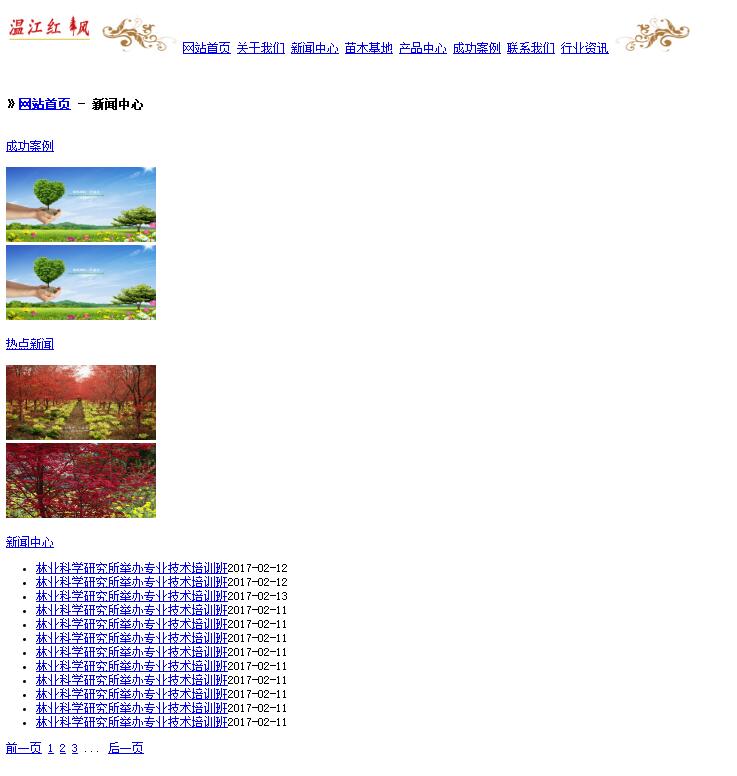 温江红枫
网站首页 关于我们 新闻中心 苗木基地 产品中心 成功案例 联系我们 行业资讯
》网站首页 - 新闻中心
成功案例
热点新闻
新闻中心
林业科学研究所举办专业技术培训班2017-02-12
林业科学研究所举办专业技术培训班2017-02-12
林业科学研究所举办专业技术培训班2017-02-13
林业科学研究所举办专业技术培训班2017-02-11
林业科学研究所举办专业技术培训班2017-02-11
林业科学研究所举办专业技术培训班2017-02-11
林业科学研究所举办专业技术培训班2017-02-11
林业科学研究所举办专业技术培训班2017-02-11
林业科学研究所举办专业技术培训班2017-02-11
林业科学研究所举办专业技术培训班2017-02-11
林业科学研究所举办专业技术培训班2017-02-11
林业科学研究所举办专业技术培训班2017-02-11
前一页 1 2 3 ... 后一页